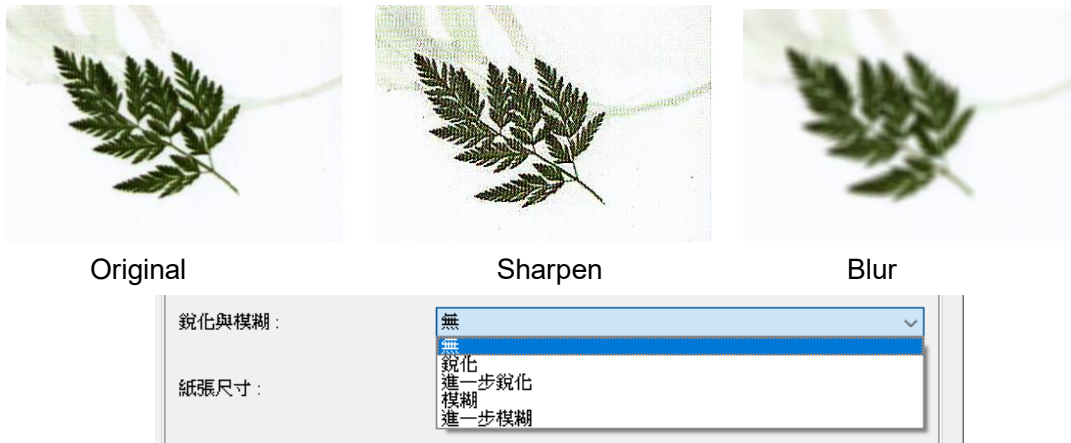 Original Sharpen Blur
銳化與模糊 :
無
無
銳化
進一步銳化
紙張尺寸 :
模糊
進一步模糊